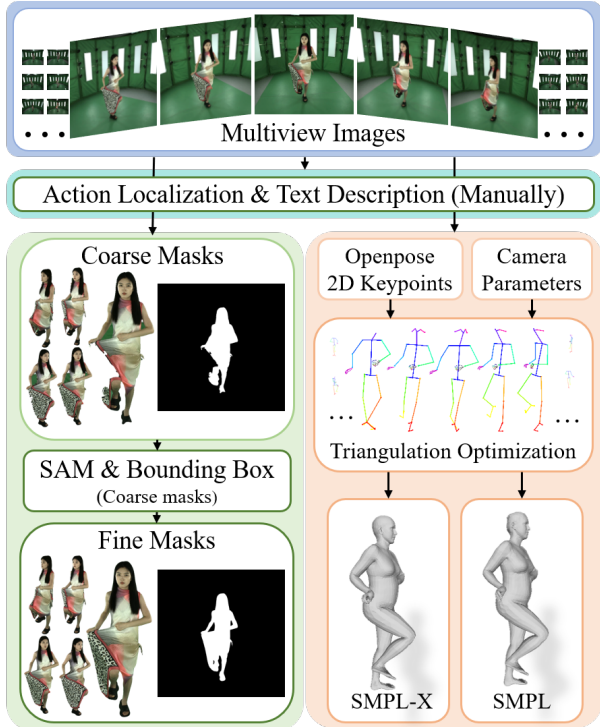 Multiview Images
Action Localization & Text Description (Manually)
Coarse Masks
SAM & Bounding Box
(Coarse masks)
Fine Masks
Openpose
2D Keypoints
Camera
Parameters
Triangulation Optimization
SMPL-X
SMPL